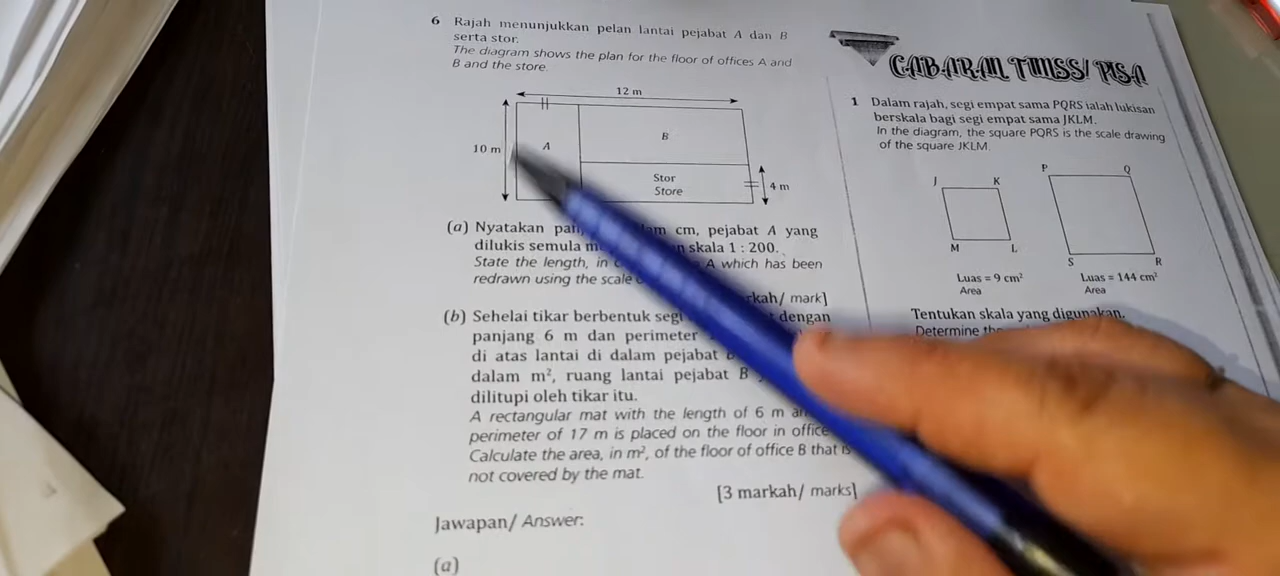 6 Rajah menunjukkan pelan lantai pejabat A dan B
serta stor.
The diagram shows the plan for the floor of offices A and
B and the store.
12 m
10 m
A
B
Stor
Store
4 m
(a) Nyatakan cm, pejabat A yang
dilukis semula skala 1 : 200.
State the length, in A which has been
redrawn using the scale
mark]
(b) Sehelai tikar berbentuk dengan
panjang 6 m dan perimeter
di atas lantai di dalam pejabat
dalam m², ruang lantai pejabat B
dilitupi oleh tikar itu.
A rectangular mat with the length of 6 m
perimeter of 17 m is placed on the floor in office
Calculate the area, in m², of the floor of office B that is
not covered by the mat.
[3 markah/ marks]
Jawapan/ Answer:
(a)
CABARAN TIMSS/ PISA
1 Dalam rajah, segi empat sama PQRS ialah lukisan
berskala bagi segi empat sama JKLM.
In the diagram, the square PQRS is the scale drawing
of the square JKLM.
J K
M L
P Q
S R
Luas = 9 cm²
Area
Luas = 144 cm²
Area
Tentukan skala yang digunakan.
Determine